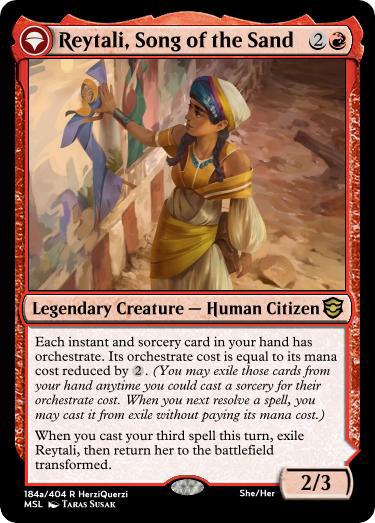 Reytali, Song of the Sand 2
Legendary Creature — Human Citizen
Each instant and sorcery card in your hand has
orchestrate. Its orchestrate cost is equal to its mana
cost reduced by 2. (You may exile those cards from
your hand anytime you could cast a sorcery for their
orchestrate cost. When you next resolve a spell, you
may cast it from exile without paying its mana cost.)
When you cast your third spell this turn, exile
Reytali, then return her to the battlefield
transformed.
2/3
184a/404 R HerziQuerzi She/Her
MSL Taras Susak